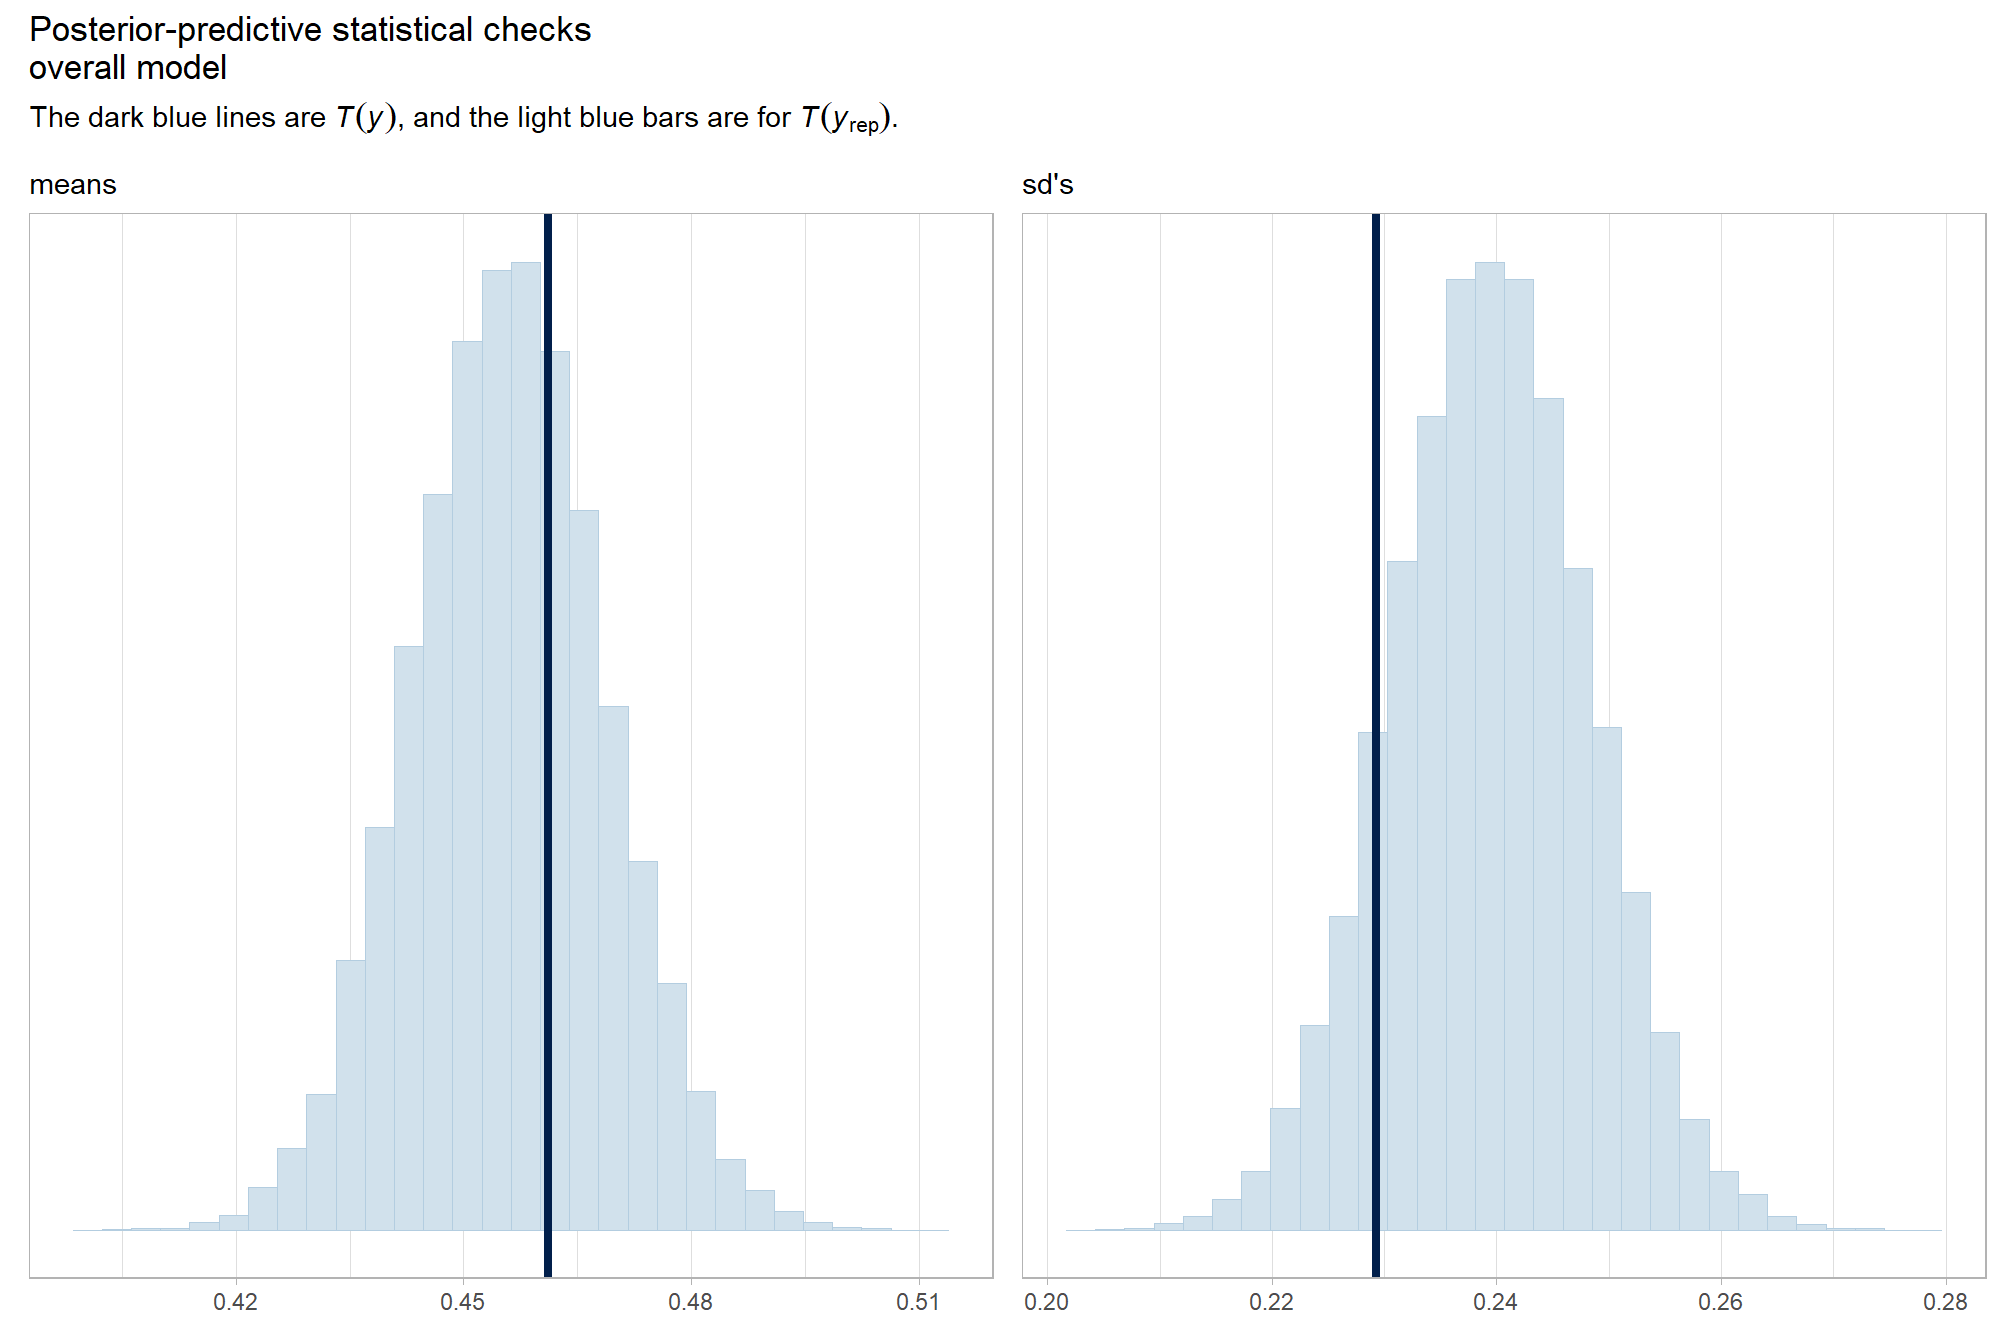 Posterior-predictive statistical checks
overall model
The dark blue lines are T(y), and the light blue bars are for T(y_rep).
means
sd's
0.42 0.45 0.48 0.51
0.20 0.22 0.24 0.26 0.28